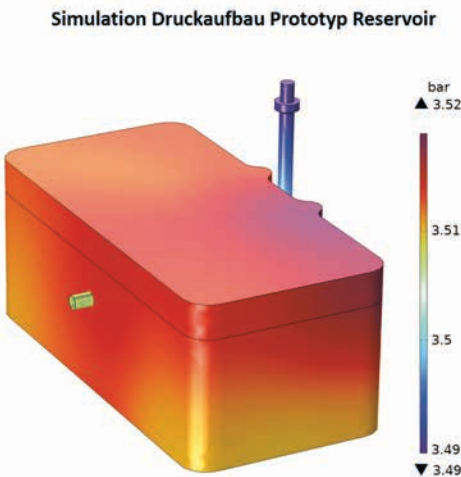 Simulation Druckaufbau Prototyp Reservoir
bar
▲ 3.52
3.51
3.5
3.49
▼ 3.49